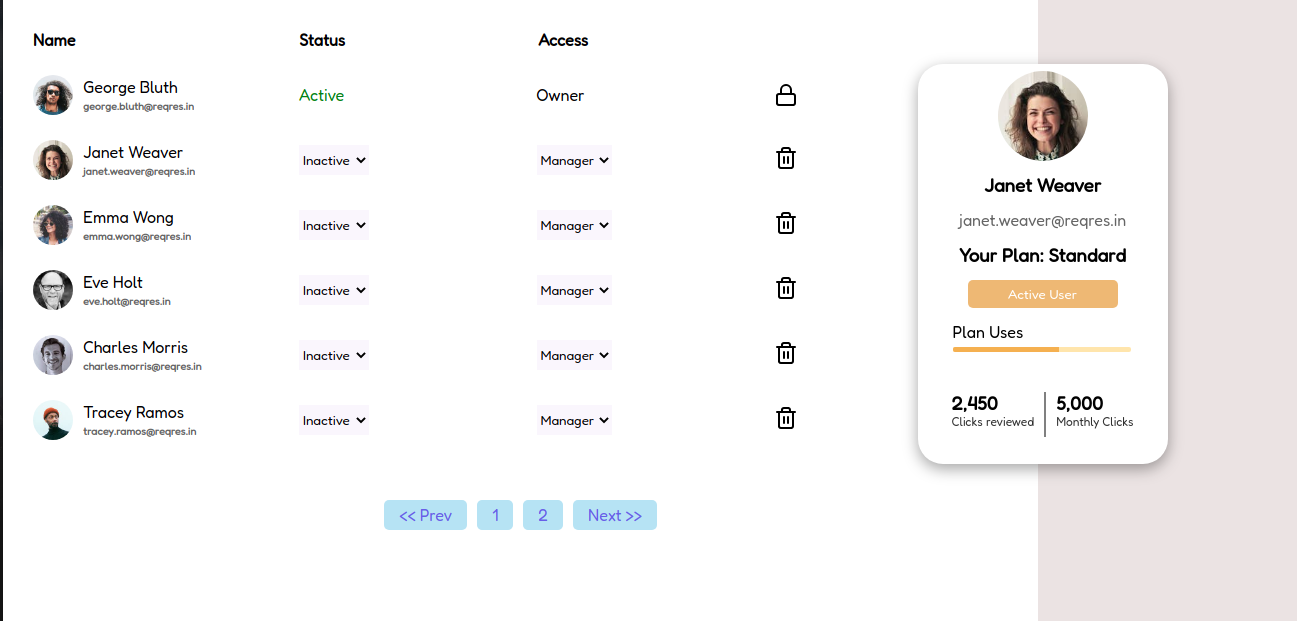 Name Status Access
George Bluth
george.bluth@reqres.in
Active Owner
Janet Weaver
janet.weaver@reqres.in
Inactive Manager
Emma Wong
emma.wong@reqres.in
Inactive Manager
Eve Holt
eve.holt@reqres.in
Inactive Manager
Charles Morris
charles.morris@reqres.in
Inactive Manager
Tracey Ramos
tracey.ramos@reqres.in
Inactive Manager
<< Prev 1 2 Next >>
Janet Weaver
janet.weaver@reqres.in
Your Plan: Standard
Active User
Plan Uses
2,450 5,000
Clicks reviewed Monthly Clicks